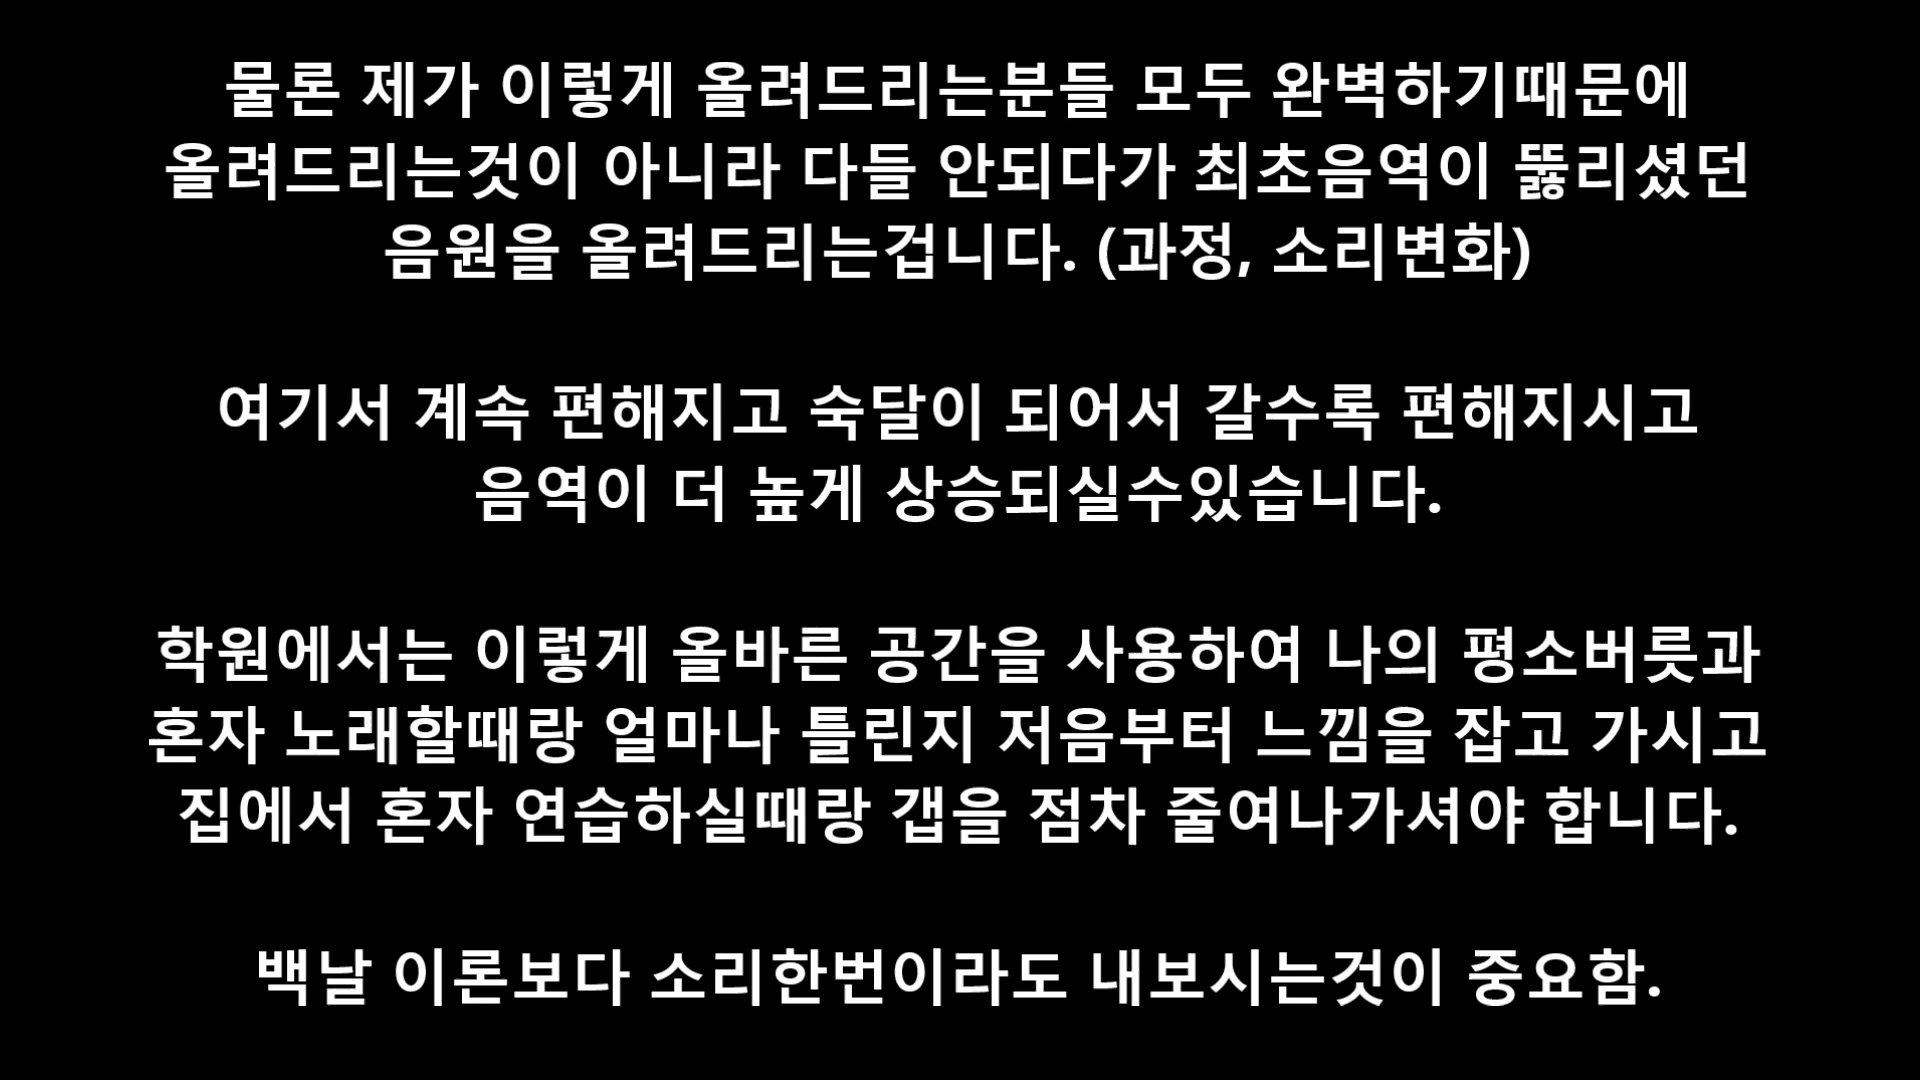 물론 제가 이렇게 올려드리는분들 모두 완벽하기때문에
올려드리는것이 아니라 다들 안되다가 최초음역이 뚫리셨던
음원을 올려드리는겁니다. (과정, 소리변화)
여기서 계속 편해지고 숙달이 되어서 갈수록 편해지시고
음역이 더 높게 상승되실수있습니다.
학원에서는 이렇게 올바른 공간을 사용하여 나의 평소버릇과
혼자 노래할때랑 얼마나 틀린지 저음부터 느낌을 잡고 가시고
집에서 혼자 연습하실때랑 갭을 점차 줄여나가셔야 합니다.
백날 이론보다 소리한번이라도 내보시는것이 중요함.